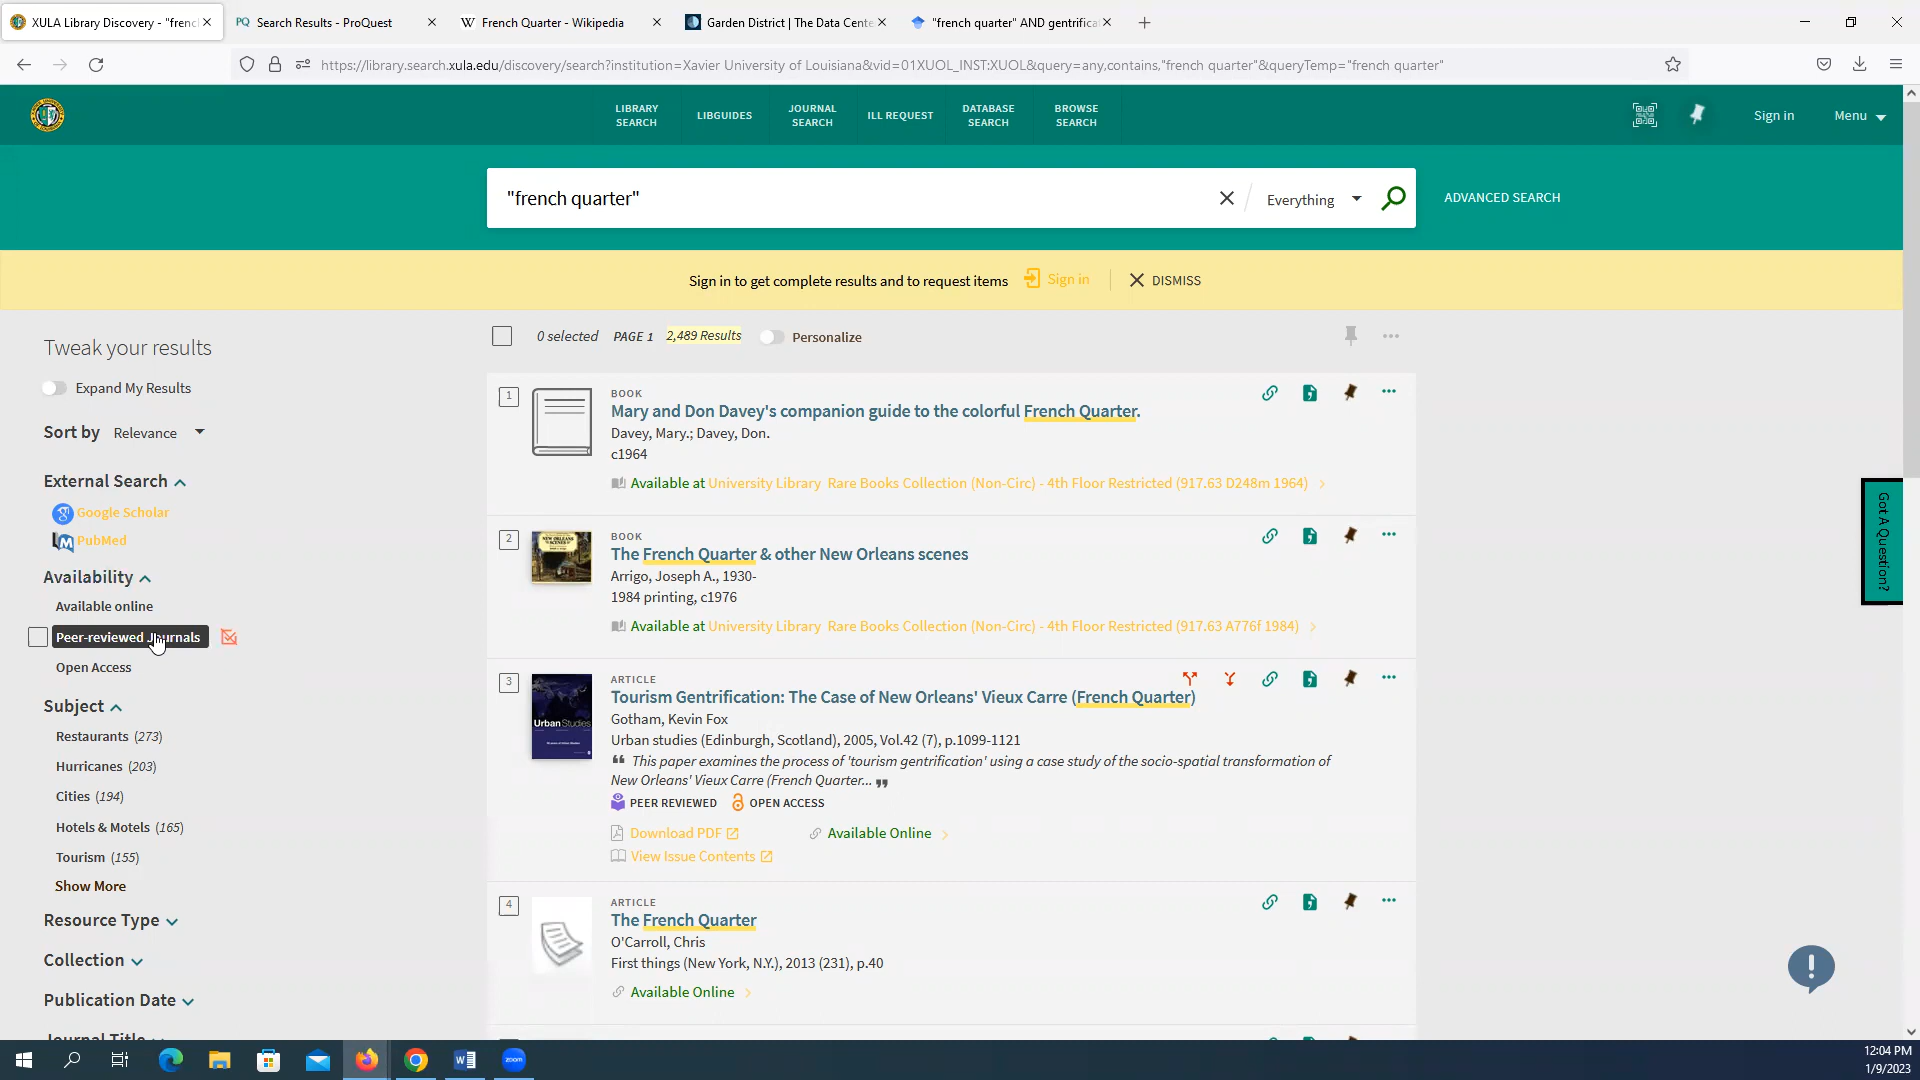 XULA Library Discovery - "frenc
Search Results - ProQuest
French Quarter - Wikipedia
Garden District | The Data Cente
"french quarter" AND gentrifica
https://library.search.xula.edu/discovery/search?institution=Xavier University of Louisiana&vid=01XUOL_INST:XUOL&query=any,contains,"french quarter"&queryTemp="french quarter"
LIBRARY SEARCH
LIBGUIDES
JOURNAL SEARCH
ILL REQUEST
DATABASE SEARCH
BROWSE SEARCH
Sign in
Menu
"french quarter"
Everything
ADVANCED SEARCH
Sign in to get complete results and to request items
Sign in
DISMISS
Tweak your results
Expand My Results
Sort by Relevance
External Search
Google Scholar
PubMed
Availability
Available online
Peer-reviewed Journals
Open Access
Subject
Restaurants (273)
Hurricanes (203)
Cities (194)
Hotels & Motels (165)
Tourism (155)
Show More
Resource Type
Collection
Publication Date
Journal Title
0 selected PAGE 1 2,489 Results Personalize
1
BOOK
Mary and Don Davey's companion guide to the colorful French Quarter.
Davey, Mary.; Davey, Don.
c1964
Available at University Library Rare Books Collection (Non-Circ) - 4th Floor Restricted (917.63 D248m 1964)
2
BOOK
The French Quarter & other New Orleans scenes
Arrigo, Joseph A., 1930-
1984 printing, c1976
Available at University Library Rare Books Collection (Non-Circ) - 4th Floor Restricted (917.63 A776f 1984)
3
Urban Studies
ARTICLE
Tourism Gentrification: The Case of New Orleans' Vieux Carre (French Quarter)
Gotham, Kevin Fox
Urban studies (Edinburgh, Scotland), 2005, Vol.42 (7), p.1099-1121
" This paper examines the process of 'tourism gentrification' using a case study of the socio-spatial transformation of
New Orleans' Vieux Carre (French Quarter... "
PEER REVIEWED OPEN ACCESS
Download PDF
Available Online
View Issue Contents
4
ARTICLE
The French Quarter
O'Carroll, Chris
First things (New York, N.Y.), 2013 (231), p.40
Available Online
Got A Question?
12:04 PM
1/9/2023